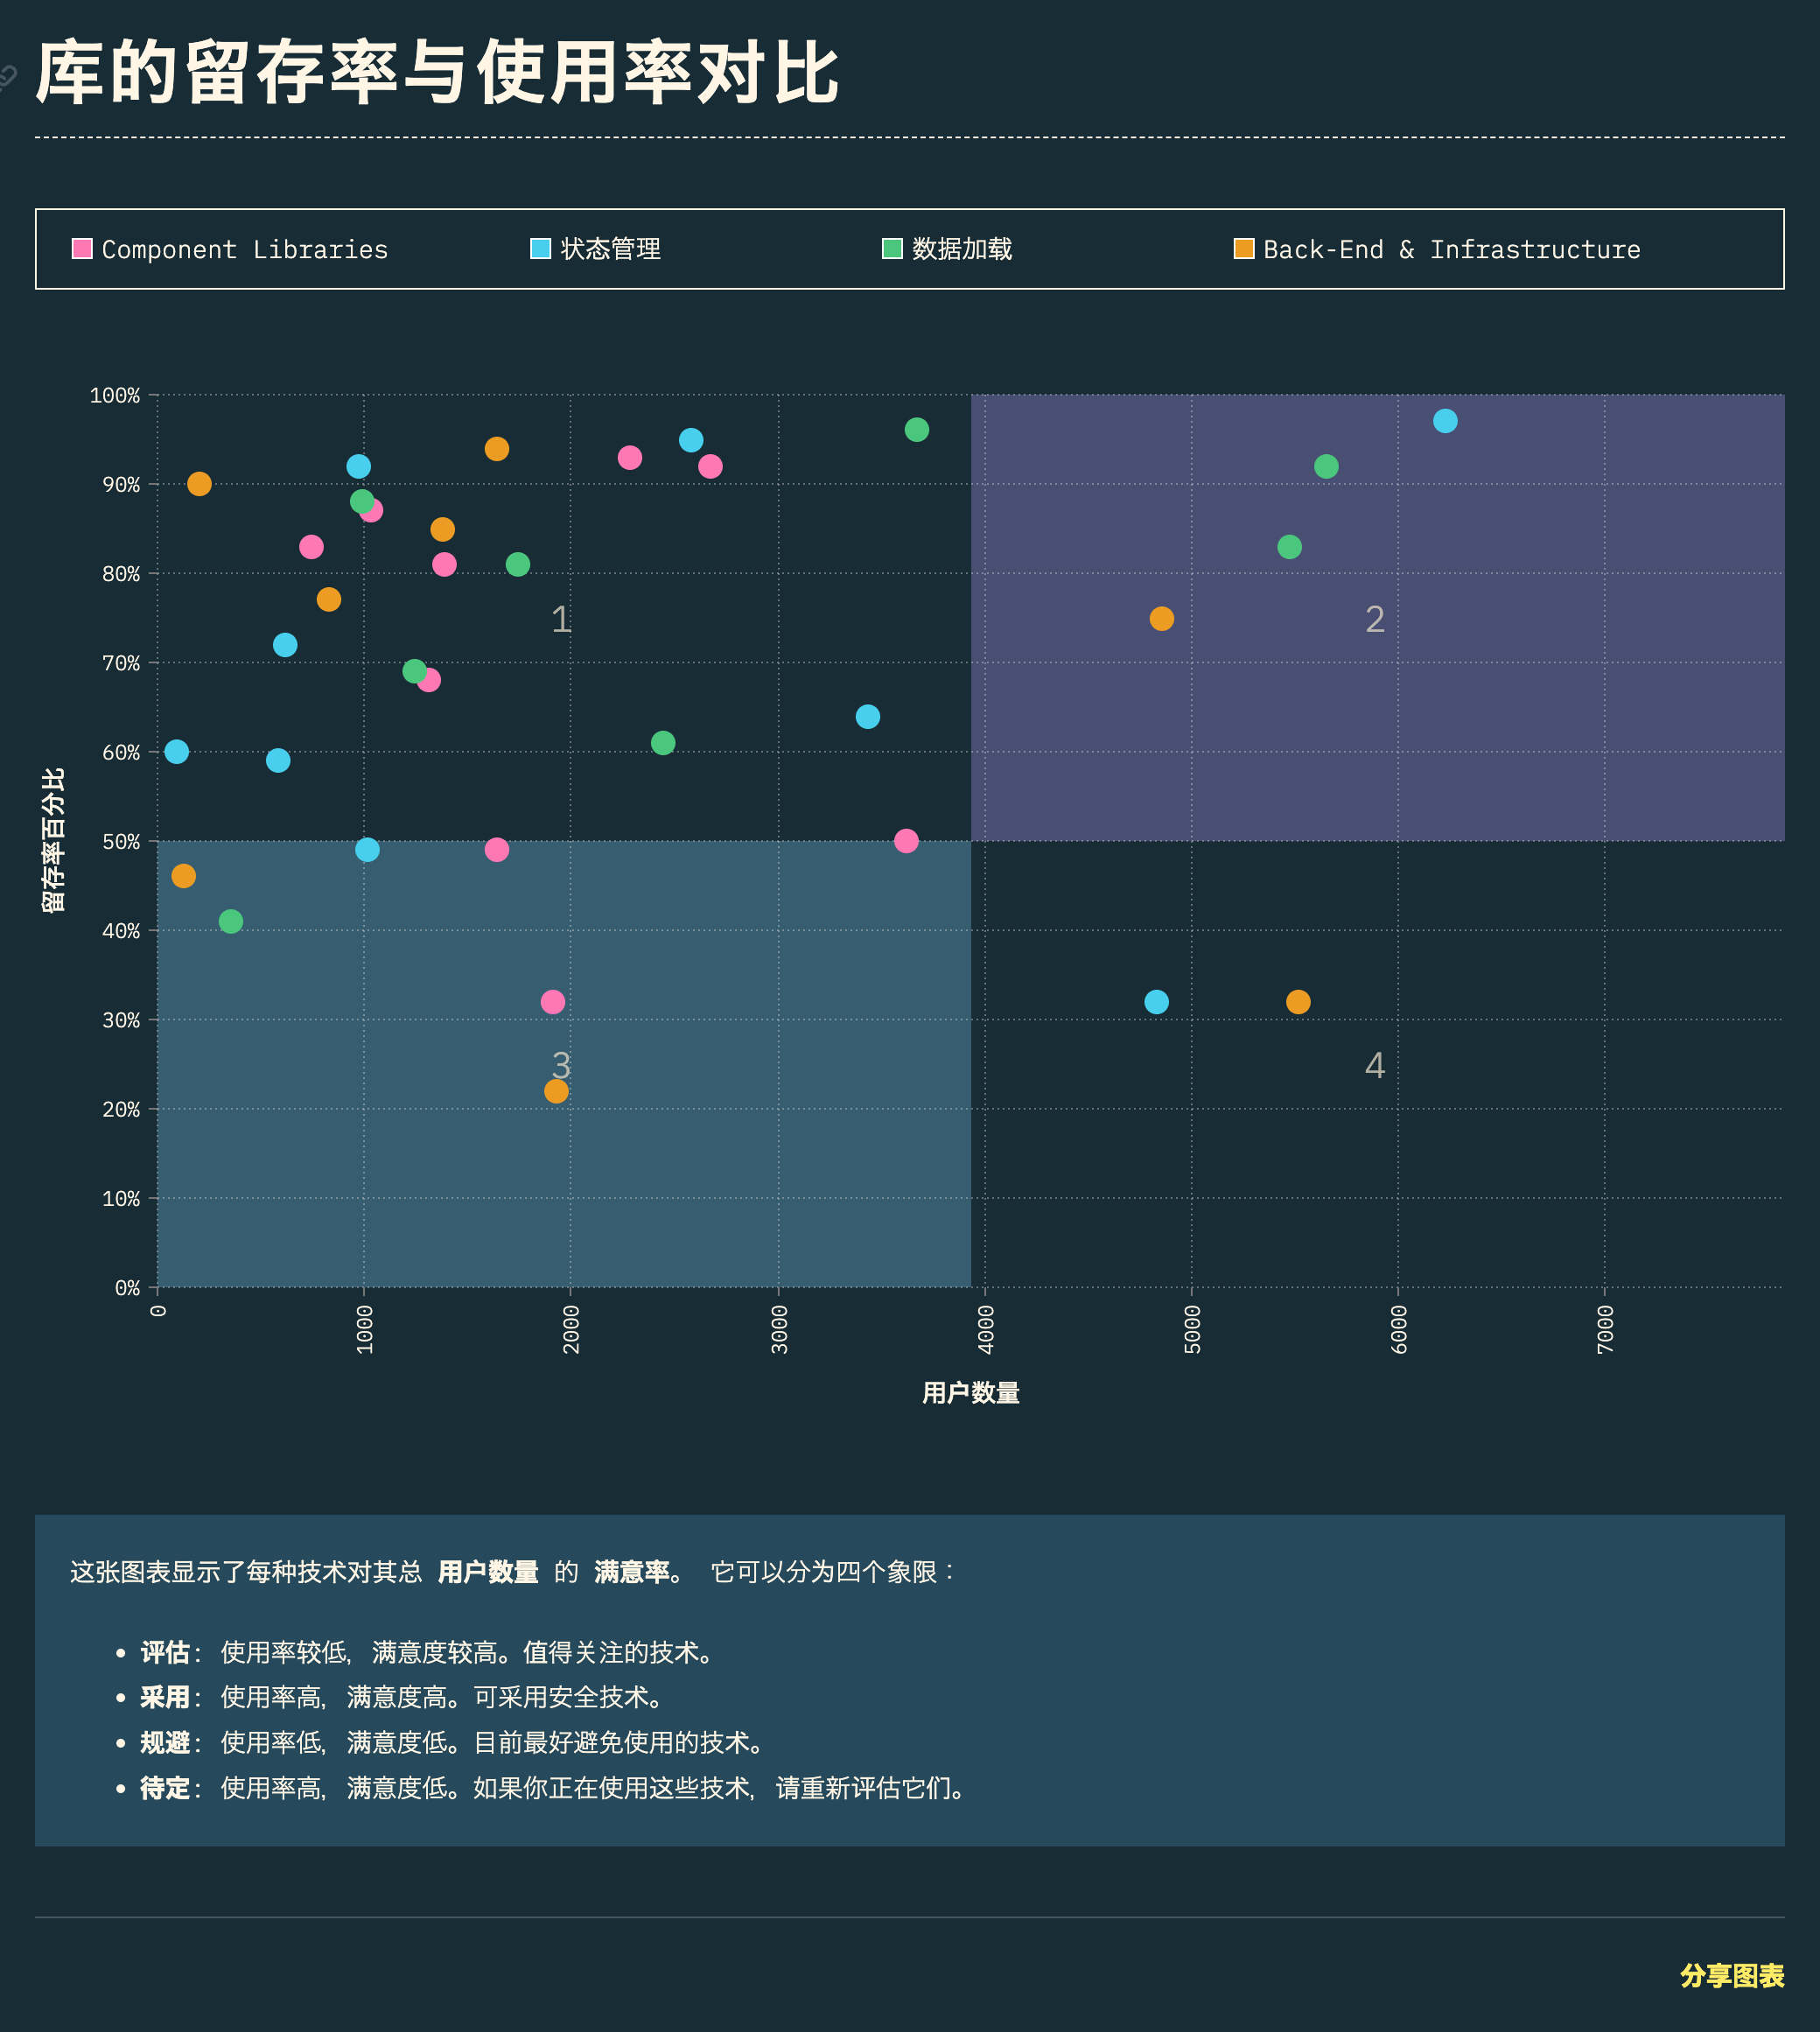 库的留存率与使用率对比
Component Libraries
状态管理
数据加载
Back-End & Infrastructure
100%
90%
80%
70%
60%
50%
40%
30%
20%
10%
0%
留存率百分比
1
2
3
4
0
1000
2000
3000
4000
5000
6000
7000
用户数量
这张图表显示了每种技术对其总 用户数量 的 满意率。 它可以分为四个象限：
评估： 使用率较低，满意度较高。值得关注的技术。
采用： 使用率高，满意度高。可采用安全技术。
规避： 使用率低，满意度低。目前最好避免使用的技术。
待定： 使用率高，满意度低。如果你正在使用这些技术，请重新评估它们。
分享图表